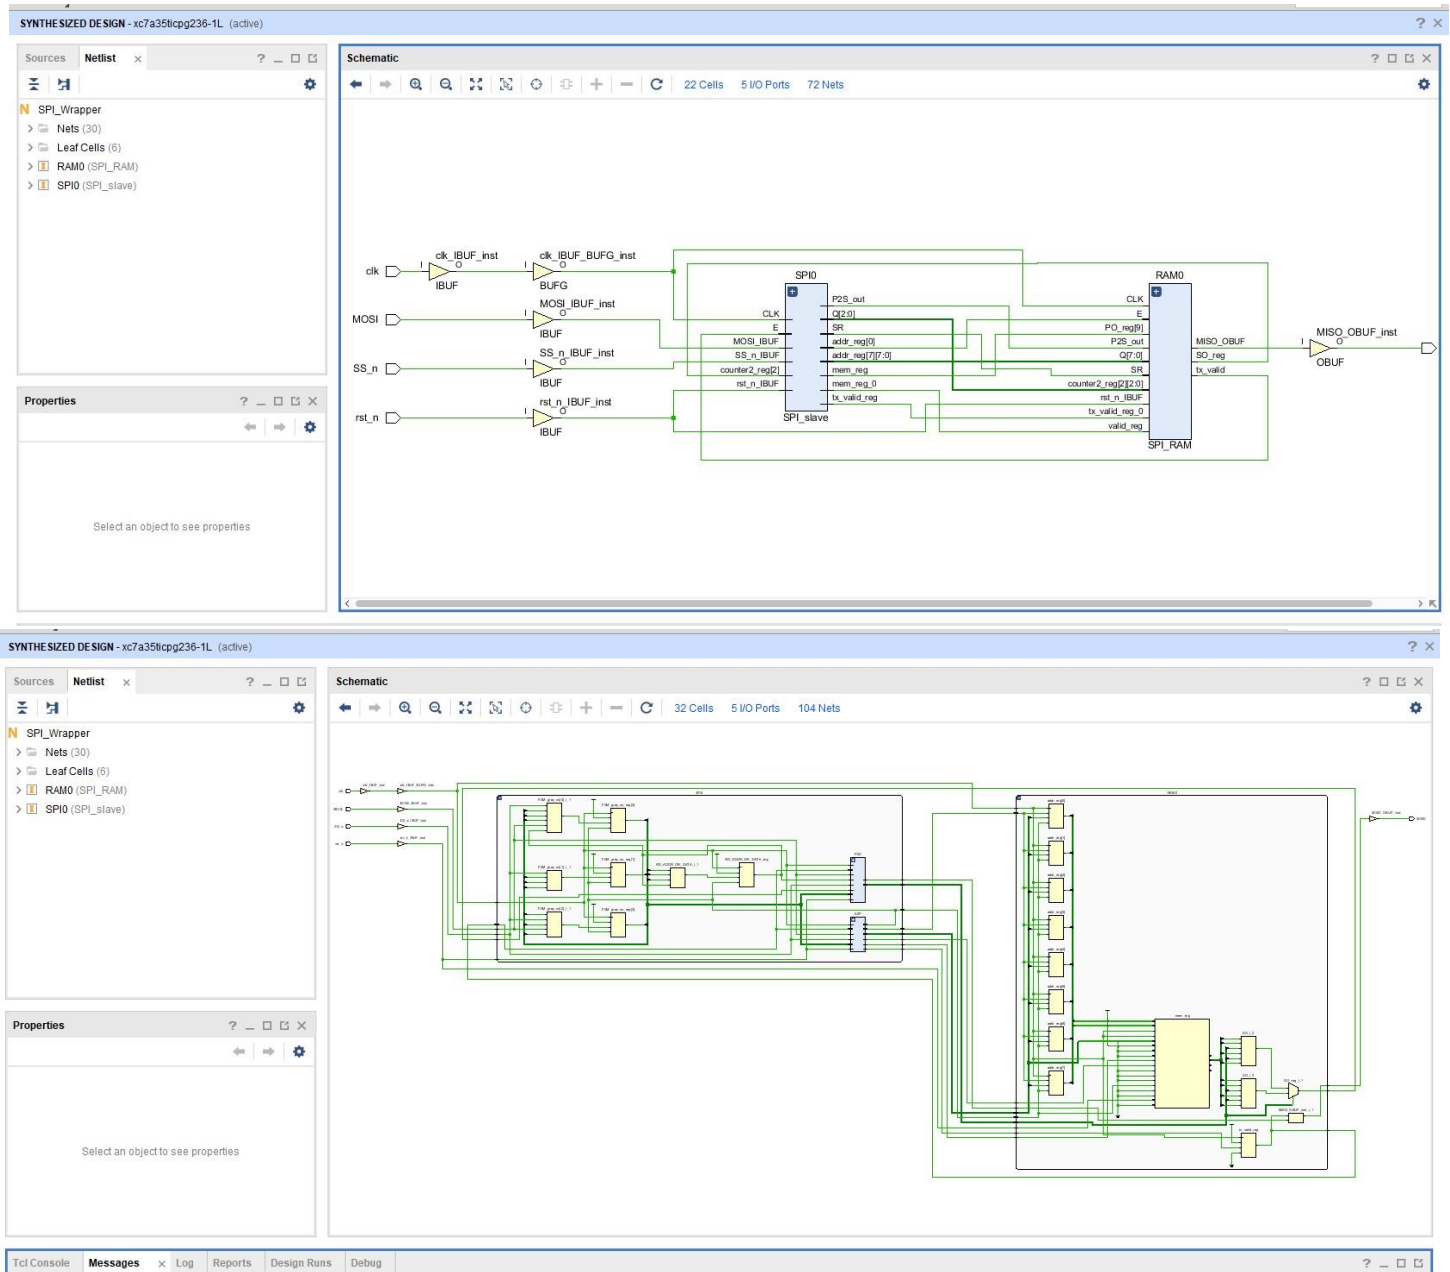 SYNTHESIZED DESIGN - xc7a35ticpg236-1L (active)
Sources Netlist
Schematic
22 Cells 5 I/O Ports 72 Nets
N SPI_Wrapper
Nets (30)
Leaf Cells (6)
RAM0 (SPI_RAM)
SPI0 (SPI_slave)
Properties
Select an object to see properties
clk
clk_IBUF_inst
I
O
IBUF
clk_IBUF_BUFG_inst
I
O
BUFG
MOSI
MOSI_IBUF_inst
I
O
IBUF
SS_n
SS_n_IBUF_inst
I
O
IBUF
rst_n
rst_n_IBUF_inst
I
O
IBUF
SPI0
CLK
E
MOSI_IBUF
SS_n_IBUF
counter2_reg[2]
rst_n_IBUF
P2S_out
Q[2:0]
SR
addr_reg[0]
addr_reg[7][7:0]
mem_reg
mem_reg_0
tx_valid_reg
SPI_slave
RAM0
CLK
E
PO_reg[9]
P2S_out
Q[7:0]
SR
counter2_reg[2][2:0]
rst_n_IBUF
tx_valid_reg_0
valid_reg
MISO_OBUF
SO_reg
tx_valid
SPI_RAM
MISO_OBUF_inst
I
O
OBUF
SYNTHESIZED DESIGN - xc7a35ticpg236-1L (active)
Sources Netlist
Schematic
32 Cells 5 I/O Ports 104 Nets
N SPI_Wrapper
Nets (30)
Leaf Cells (6)
RAM0 (SPI_RAM)
SPI0 (SPI_slave)
Properties
Select an object to see properties
Tcl Console Messages Log Reports Design Runs Debug